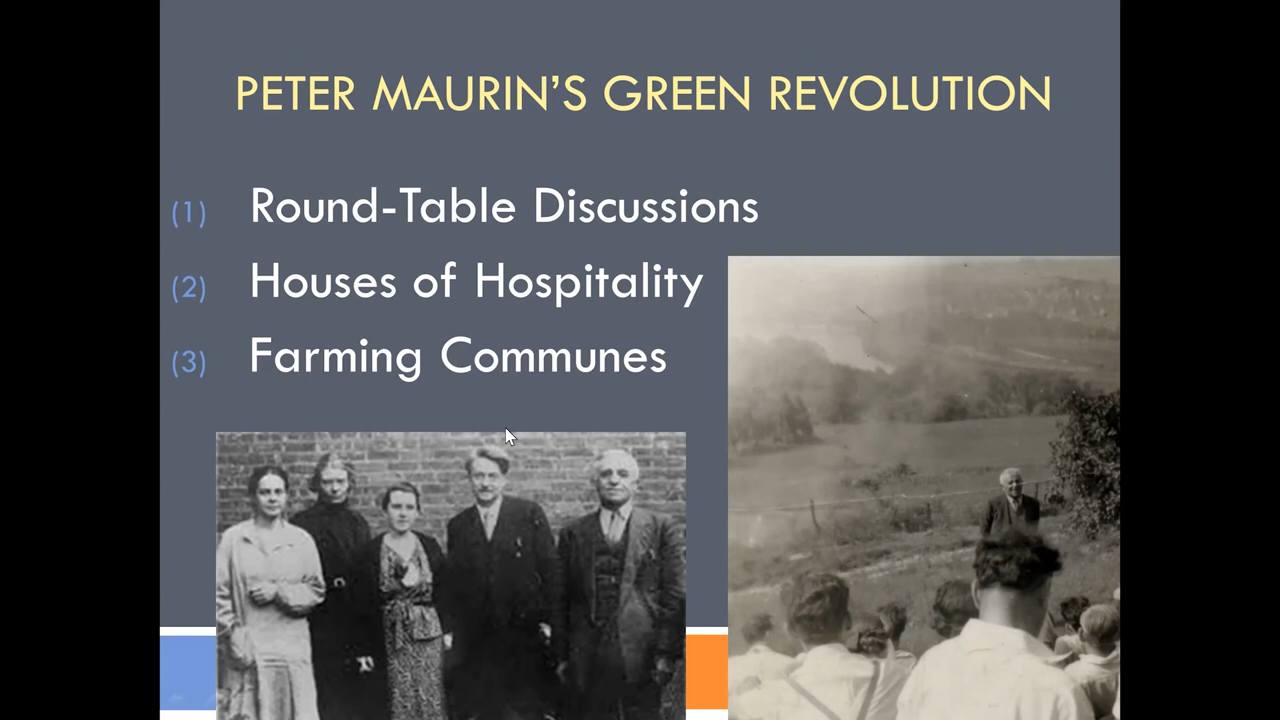 PETER MAURIN'S GREEN REVOLUTION
(1) Round-Table Discussions
(2) Houses of Hospitality
(3) Farming Communes